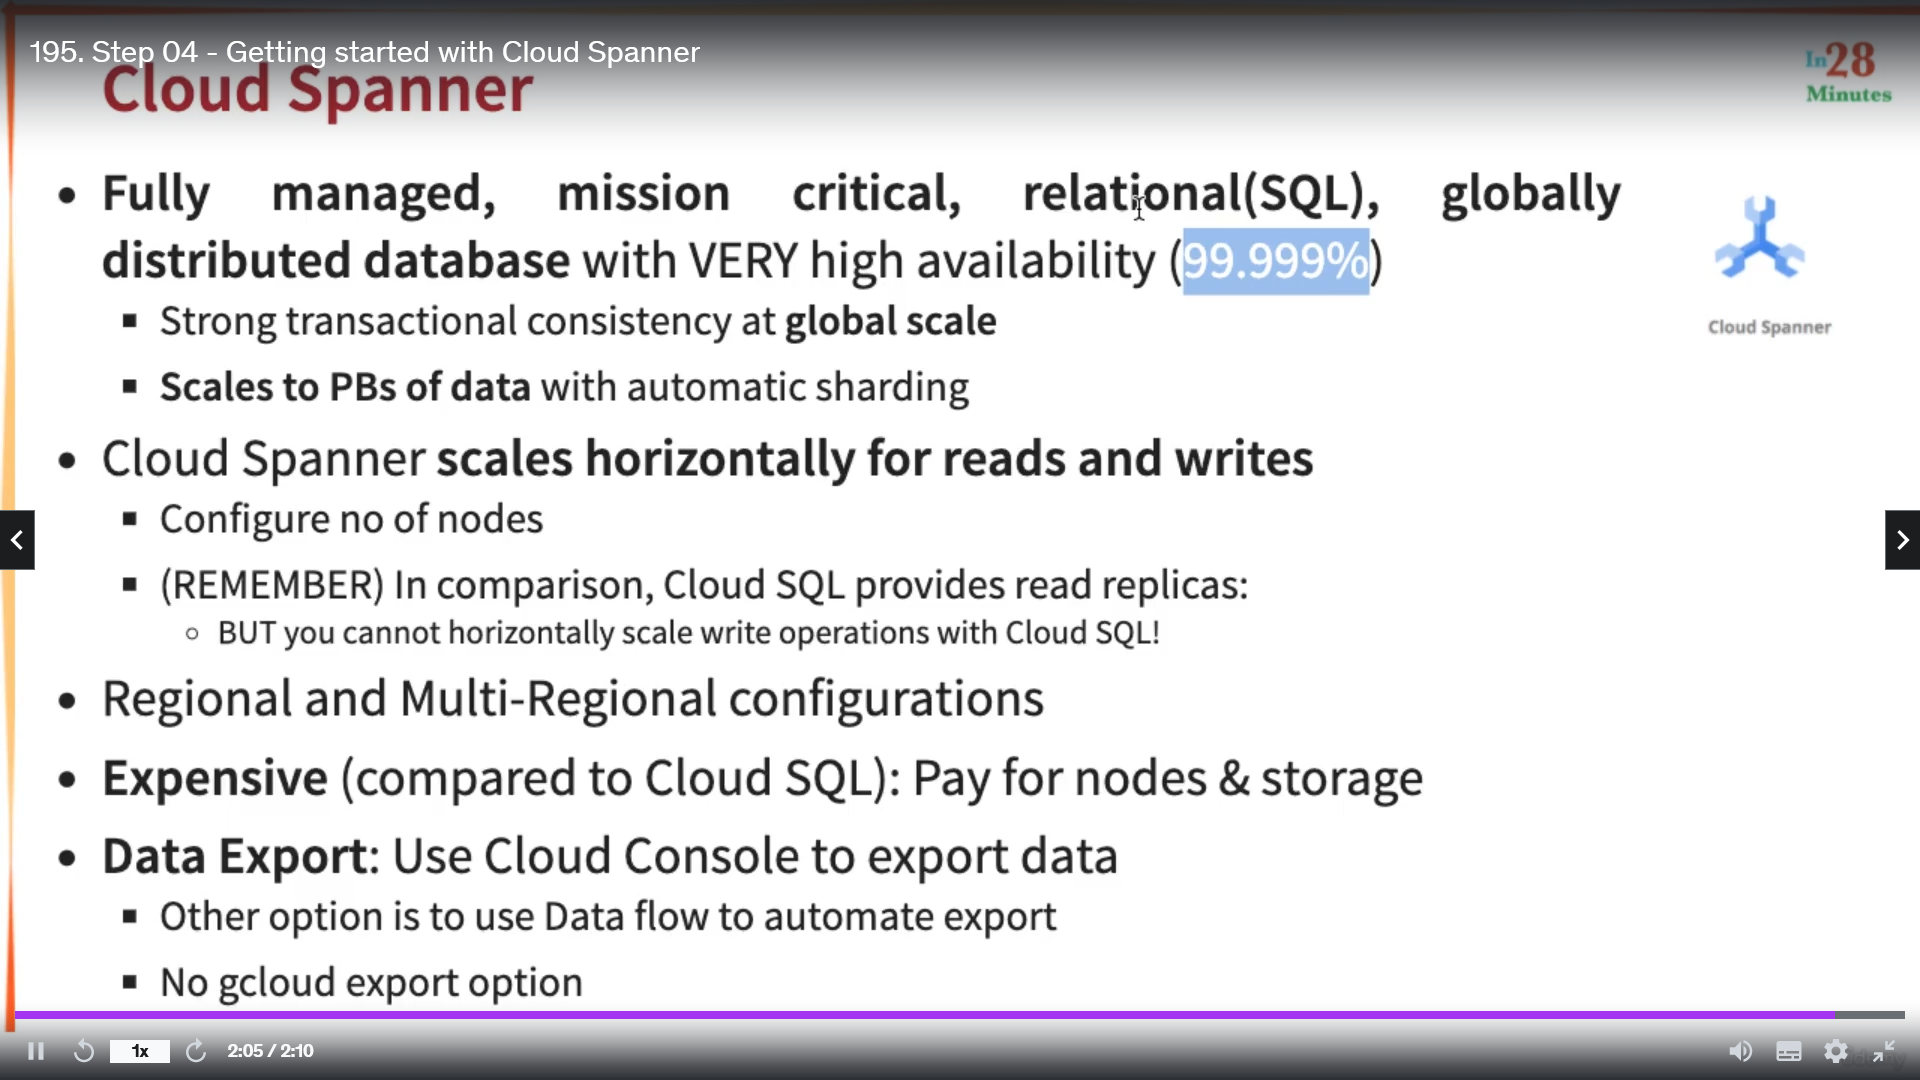 195. Step 04 - Getting started with Cloud Spanner
Cloud Spanner
In28
Minutes
• Fully managed, mission critical, relational(SQL), globally
distributed database with VERY high availability (99.999%)
▪ Strong transactional consistency at global scale
▪ Scales to PBs of data with automatic sharding
Cloud Spanner
• Cloud Spanner scales horizontally for reads and writes
▪ Configure no of nodes
▪ (REMEMBER) In comparison, Cloud SQL provides read replicas:
○ BUT you cannot horizontally scale write operations with Cloud SQL!
• Regional and Multi-Regional configurations
• Expensive (compared to Cloud SQL): Pay for nodes & storage
• Data Export: Use Cloud Console to export data
▪ Other option is to use Data flow to automate export
▪ No gcloud export option
1x
2:05 / 2:10